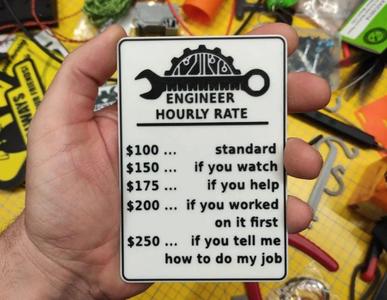 ENGINEER
HOURLY RATE
$100 ... standard
$150 ... if you watch
$175 ... if you help
$200 ... if you worked
on it first
$250 ... if you tell me
how to do my job